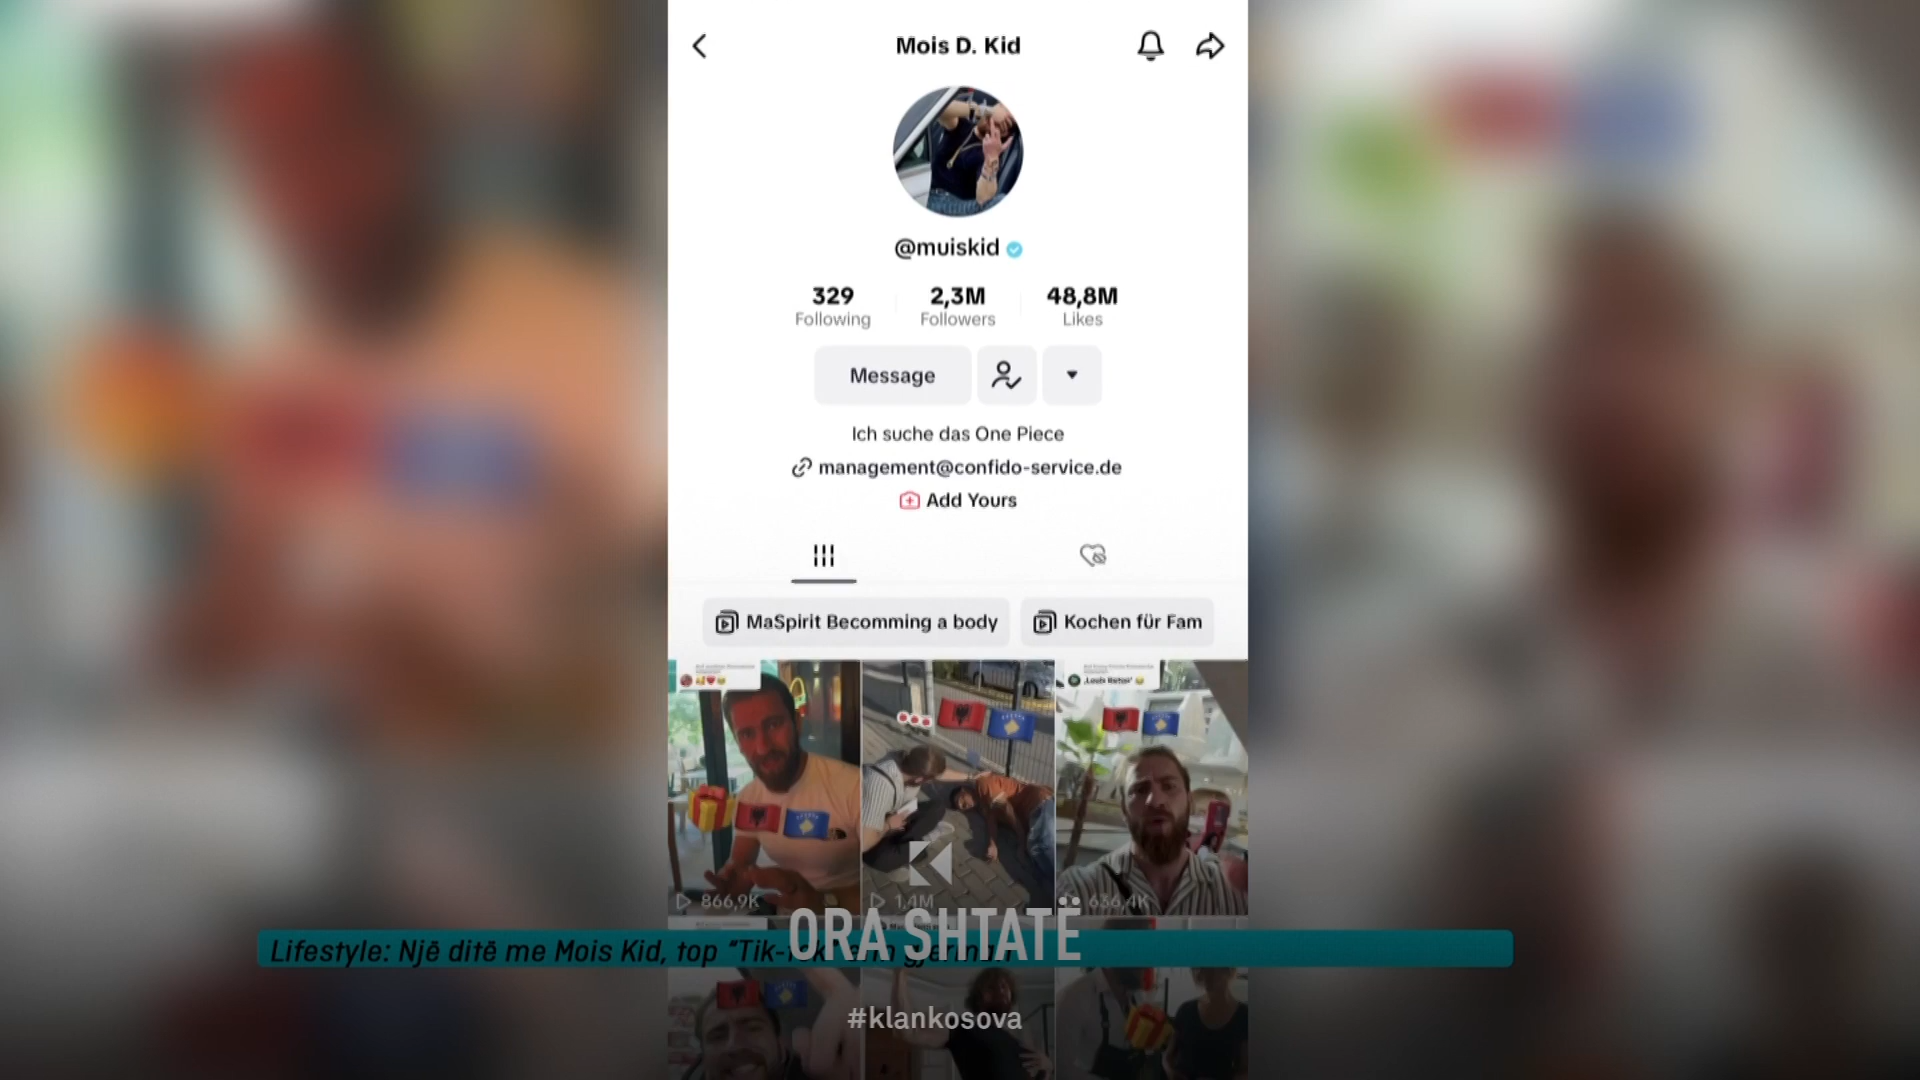 Mois D. Kid
@muiskid
329
Following
2,3M
Followers
48,8M
Likes
Message
Ich suche das One Piece
management@confido-service.de
Add Yours
MaSpirit Becomming a body
Kochen für Fam
„Louis Vuitton“
866,9K
1,4M
636,4K
ORA SHTATË
Lifestyle: Një ditë me Mois Kid, top “Tik-
#klankosova